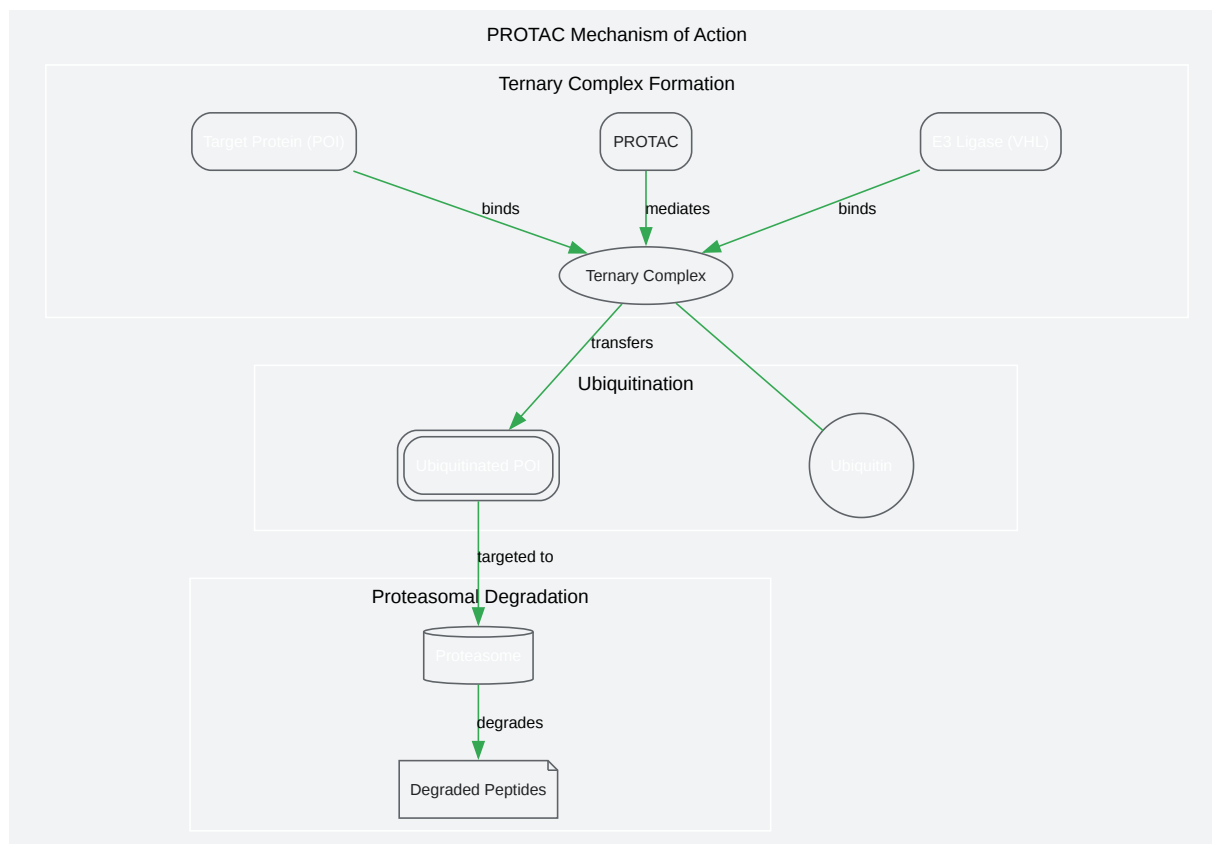 PROTAC Mechanism of Action
Ternary Complex Formation
Target Protein (POI)
PROTAC
E3 Ligase (VHL)
binds
mediates
binds
Ternary Complex
transfers
Ubiquitination
Ubiquitinated POI
Ubiquitin
targeted to
Proteasomal Degradation
Proteasome
degrades
Degraded Peptides